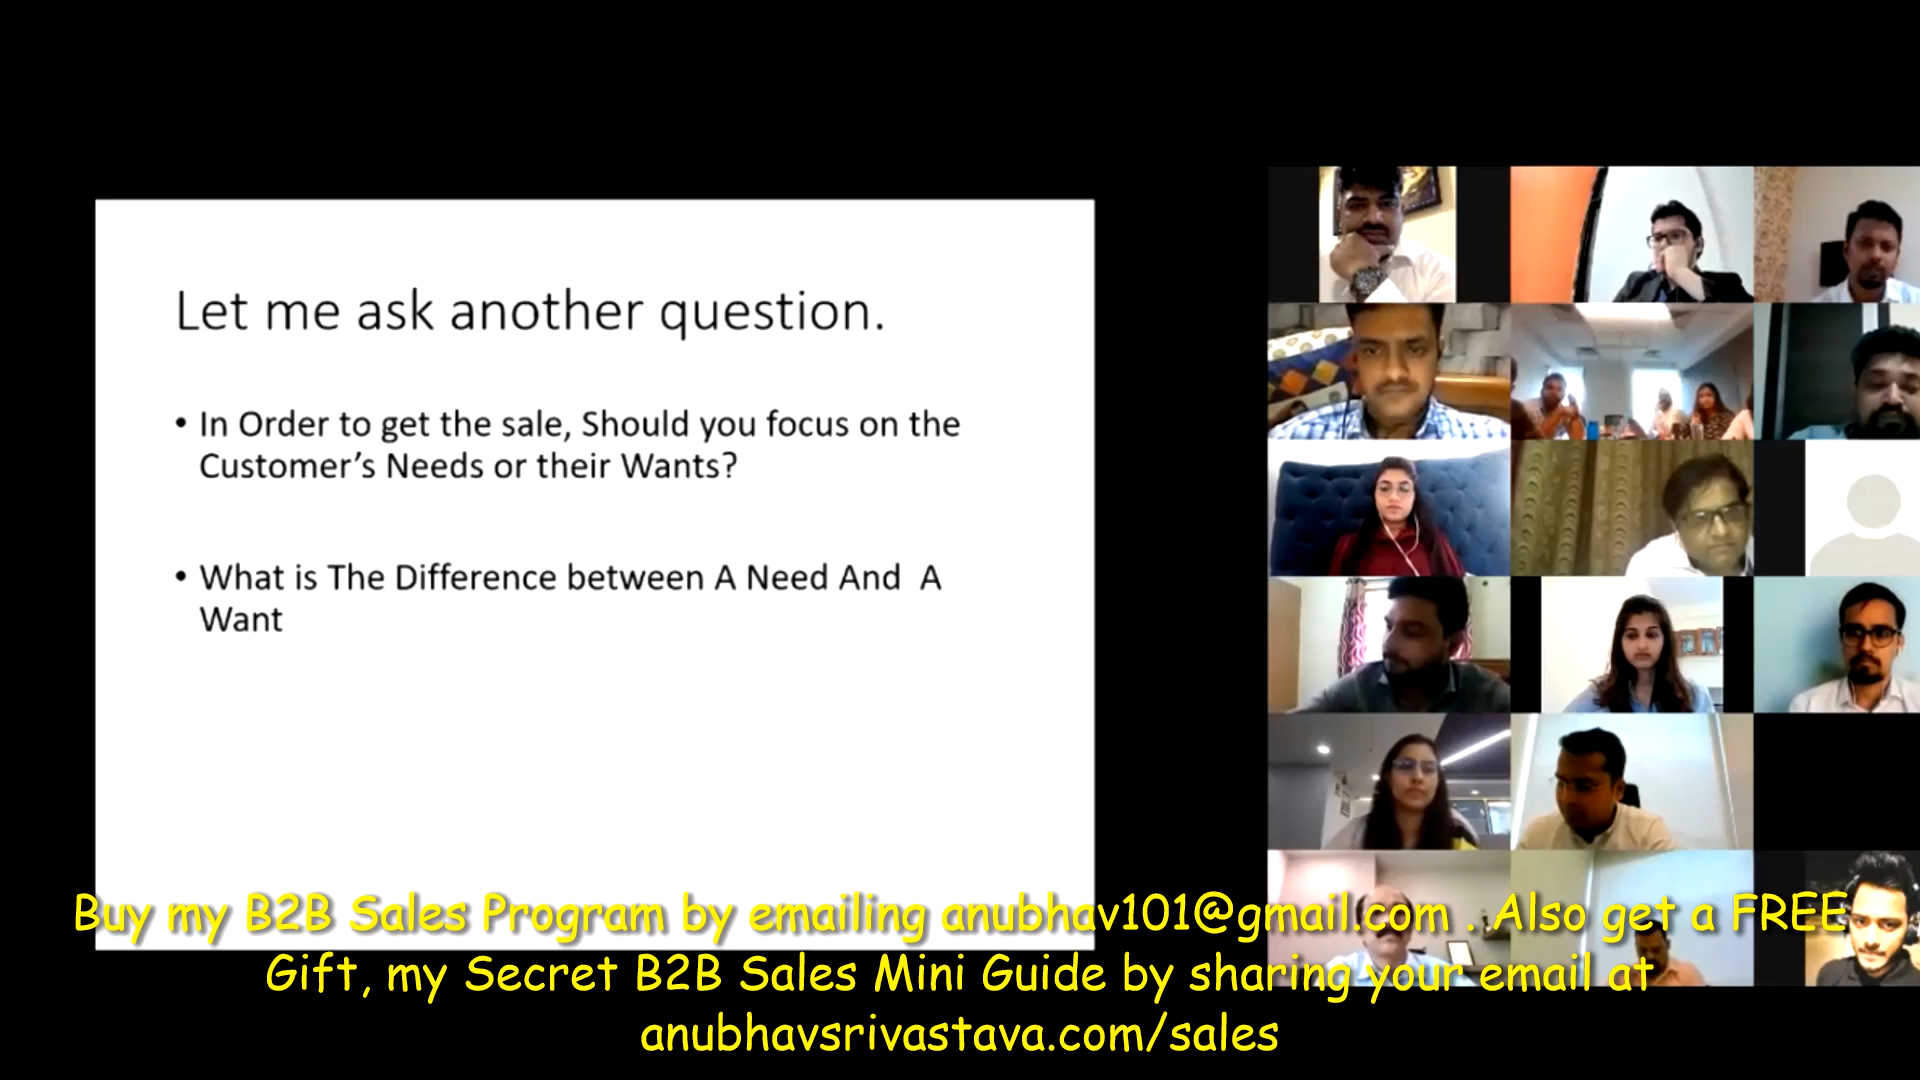 Let me ask another question.
• In Order to get the sale, Should you focus on the
Customer’s Needs or their Wants?
• What is The Difference between A Need And  A
Want
Buy my B2B Sales Program by emailing anubhav101@gmail.com . Also get a FREE
Gift, my Secret B2B Sales Mini Guide by sharing your email at
anubhavsrivastava.com/sales